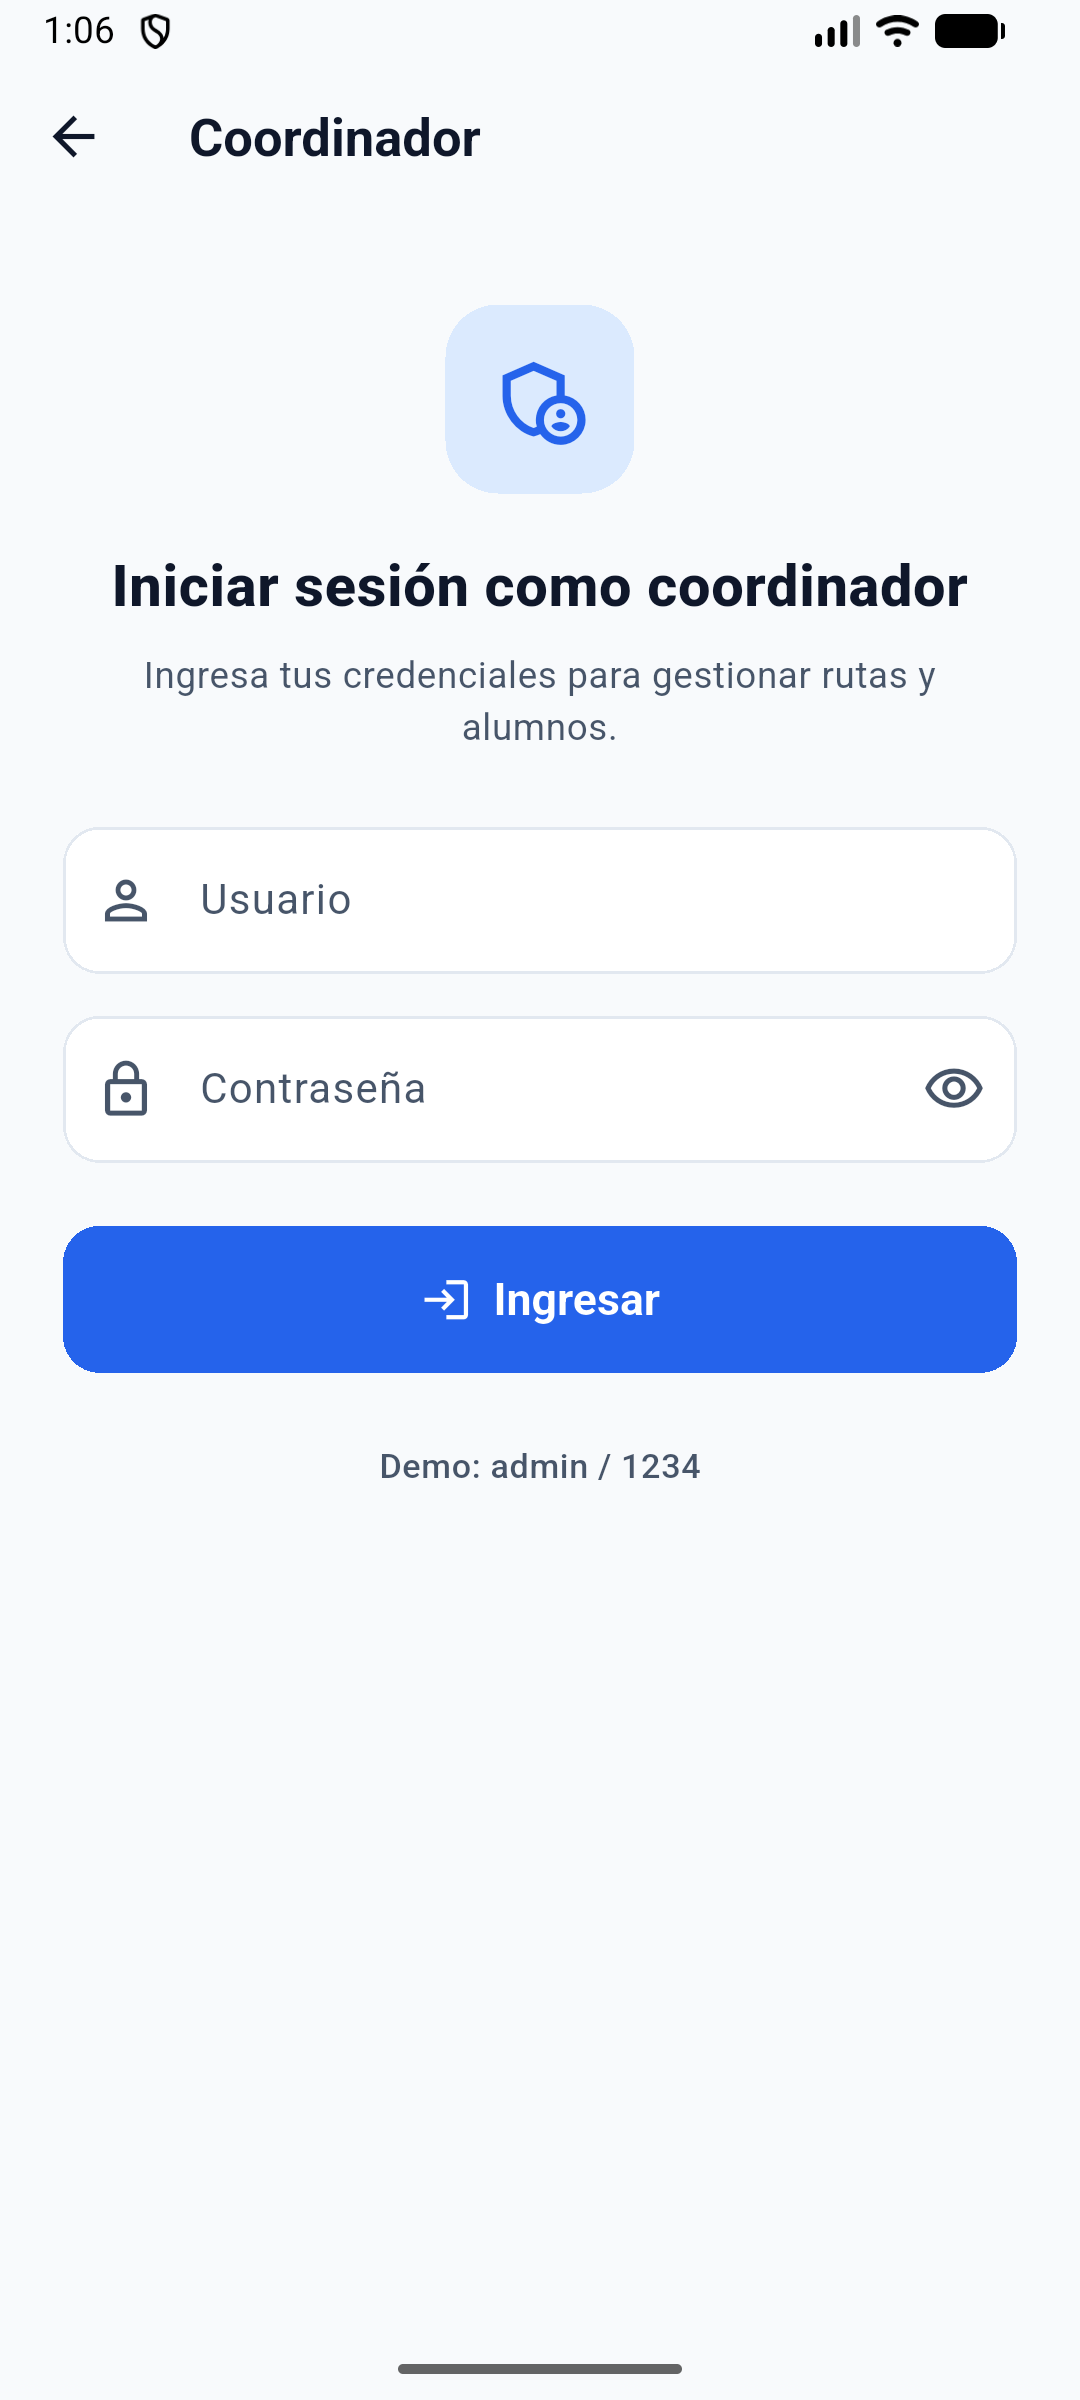 1:06
Coordinador
Iniciar sesión como coordinador
Ingresa tus credenciales para gestionar rutas y
alumnos.
Usuario
Contraseña
Ingresar
Demo: admin / 1234